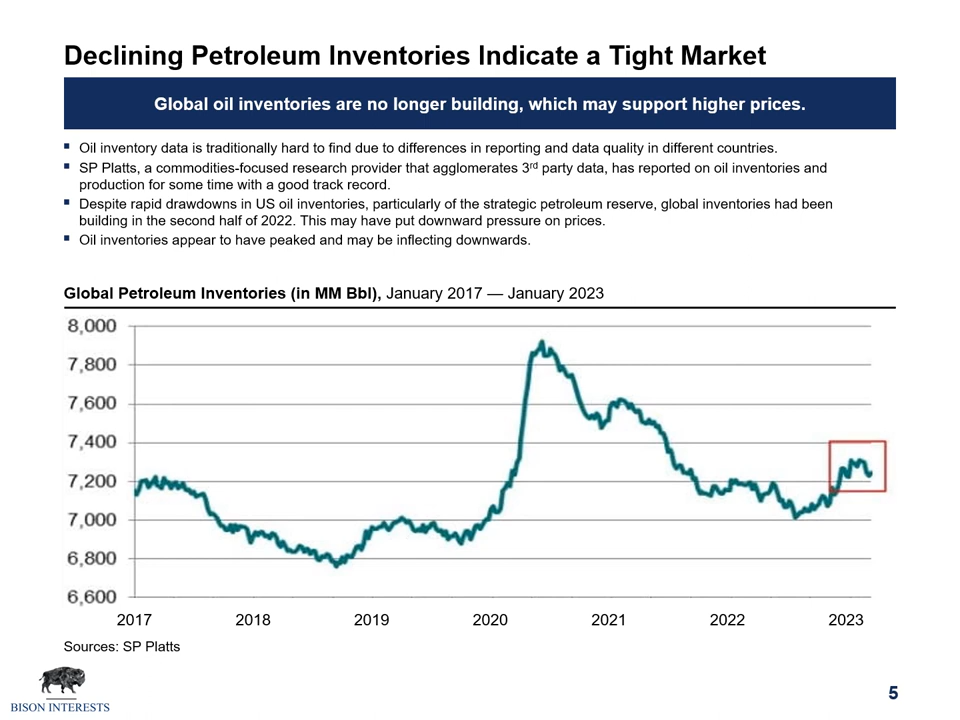 Declining Petroleum Inventories Indicate a Tight Market
Global oil inventories are no longer building, which may support higher prices.
Oil inventory data is traditionally hard to find due to differences in reporting and data quality in different countries.
SP Platts, a commodities-focused research provider that agglomerates 3rd party data, has reported on oil inventories and
production for some time with a good track record.
Despite rapid drawdowns in US oil inventories, particularly of the strategic petroleum reserve, global inventories had been
building in the second half of 2022. This may have put downward pressure on prices.
Oil inventories appear to have peaked and may be inflecting downwards.
Global Petroleum Inventories (in MM Bbl), January 2017 — January 2023
8,000
7,800
7,600
7,400
7,200
7,000
6,800
6,600
2017 2018 2019 2020 2021 2022 2023
Sources: SP Platts
BISON INTERESTS
5